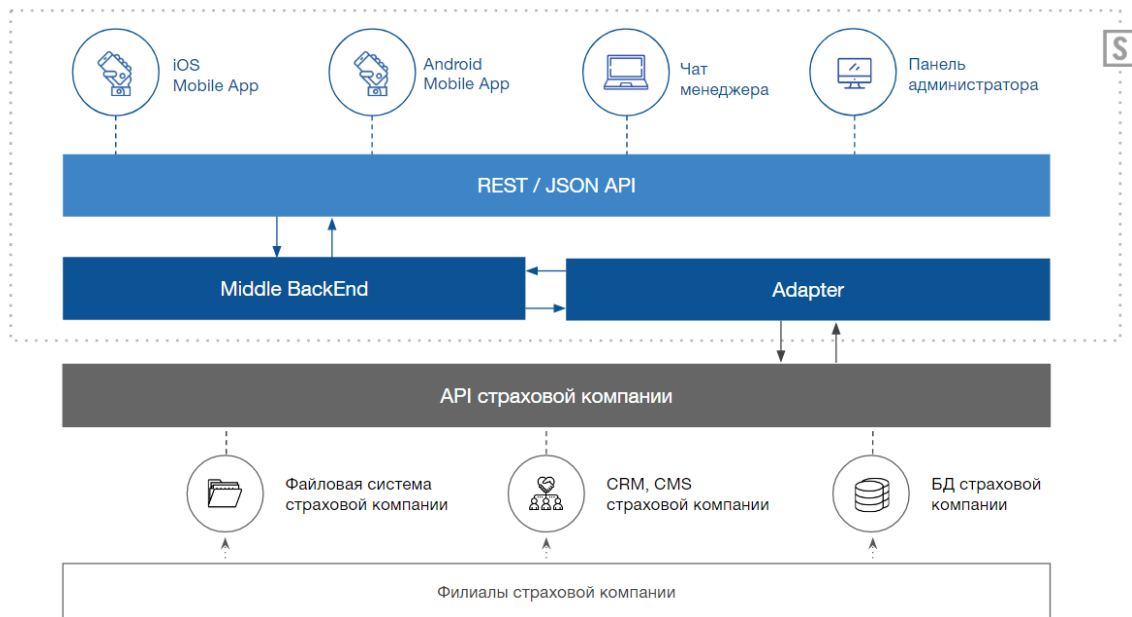 iOS
Mobile App
Android
Mobile App
Чат
менеджера
Панель
администратора
S
REST / JSON API
Middle BackEnd
Adapter
API страховой компании
Файловая система
страховой компании
CRM, CMS
страховой компании
БД страховой
компании
Филиалы страховой компании